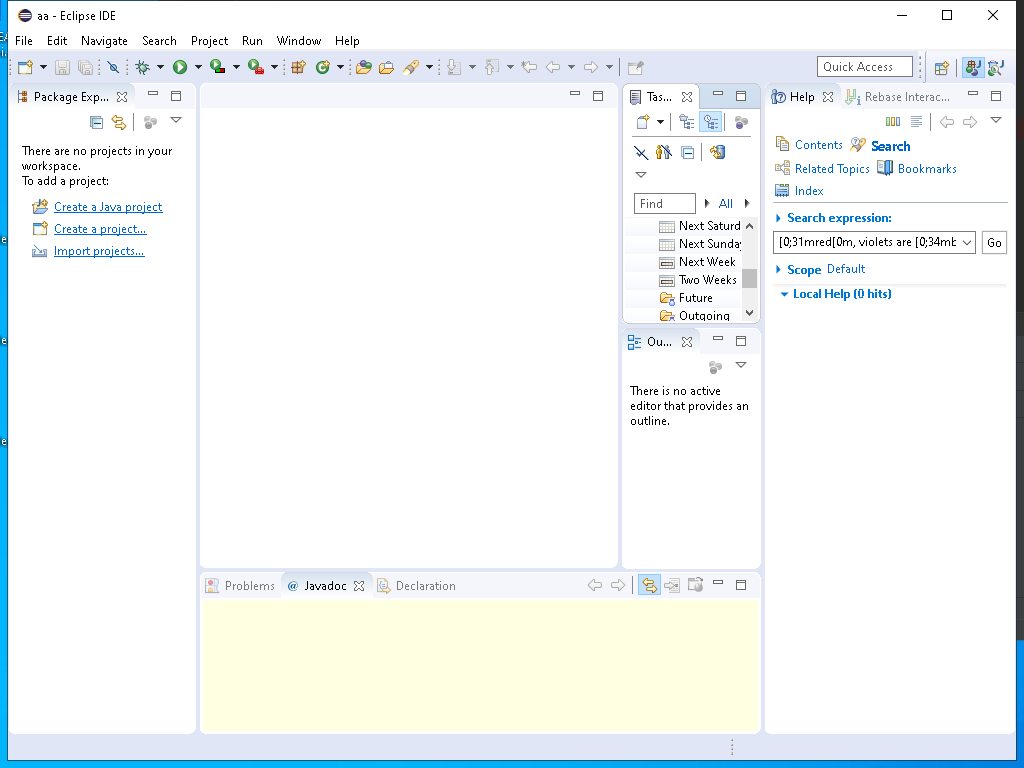 aa - Eclipse IDE
File Edit Navigate Search Project Run Window Help
Quick Access
Package Exp...
There are no projects in your
workspace.
To add a project:
Create a Java project
Create a project...
Import projects...
Tas...
Find
All
Next Saturd
Next Sunday
Next Week
Two Weeks
Future
Outgoing
Ou...
There is no active
editor that provides an
outline.
Help
Rebase Interac...
Contents
Search
Related Topics
Bookmarks
Index
Search expression:
[0;31mred[0m, violets are [0;34mb
Go
Scope Default
Local Help (0 hits)
Problems
@ Javadoc
Declaration